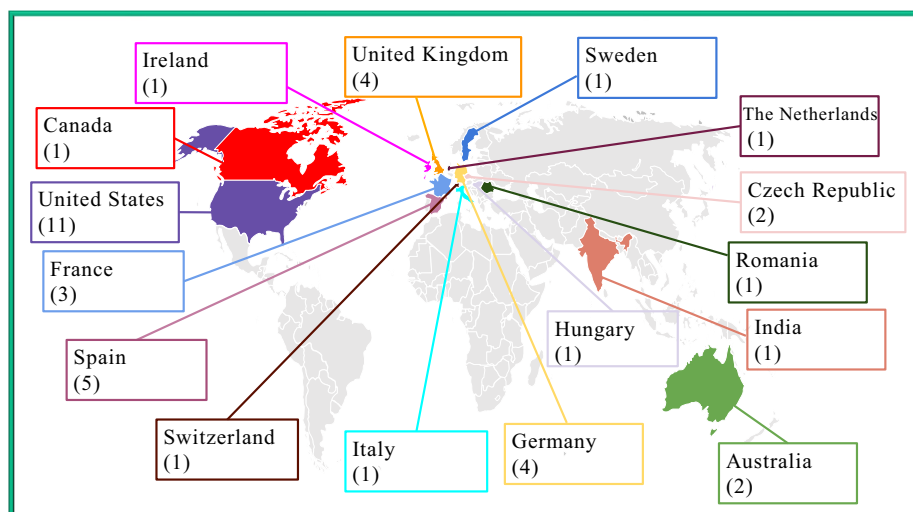 Ireland
(1)
United Kingdom
(4)
Sweden
(1)
Canada
(1)
The Netherlands
(1)
United States
(11)
Czech Republic
(2)
France
(3)
Romania
(1)
Spain
(5)
Hungary
(1)
India
(1)
Switzerland
(1)
Italy
(1)
Germany
(4)
Australia
(2)